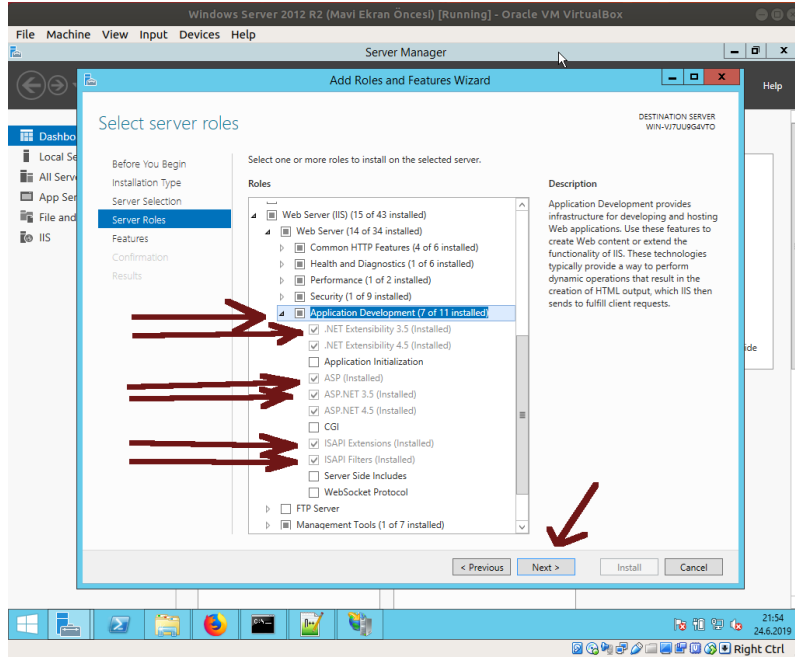 Windows Server 2012 R2 (Mavi Ekran Öncesi) [Running] - Oracle VM VirtualBox
File Machine View Input Devices Help
Server Manager
Add Roles and Features Wizard
Help
Select server roles
DESTINATION SERVER
WIN-VJ7UU9G4VTO
Dashbo
Local Se
All Serv
App Ser
File and
IIS
Before You Begin
Installation Type
Server Selection
Server Roles
Features
Confirmation
Results
Select one or more roles to install on the selected server.
Roles
Web Server (IIS) (15 of 43 installed)
Web Server (14 of 34 installed)
Common HTTP Features (4 of 6 installed)
Health and Diagnostics (1 of 6 installed)
Performance (1 of 2 installed)
Security (1 of 9 installed)
Application Development (7 of 11 installed)
.NET Extensibility 3.5 (Installed)
.NET Extensibility 4.5 (Installed)
Application Initialization
ASP (Installed)
ASP.NET 3.5 (Installed)
ASP.NET 4.5 (Installed)
CGI
ISAPI Extensions (Installed)
ISAPI Filters (Installed)
Server Side Includes
WebSocket Protocol
FTP Server
Management Tools (1 of 7 installed)
Description
Application Development provides
infrastructure for developing and hosting
Web applications. Use these features to
create Web content or extend the
functionality of IIS. These technologies
typically provide a way to perform
dynamic operations that result in the
creation of HTML output, which IIS then
sends to fulfill client requests.
ide
< Previous
Next >
Install
Cancel
21:54
24.6.2019
Right Ctrl